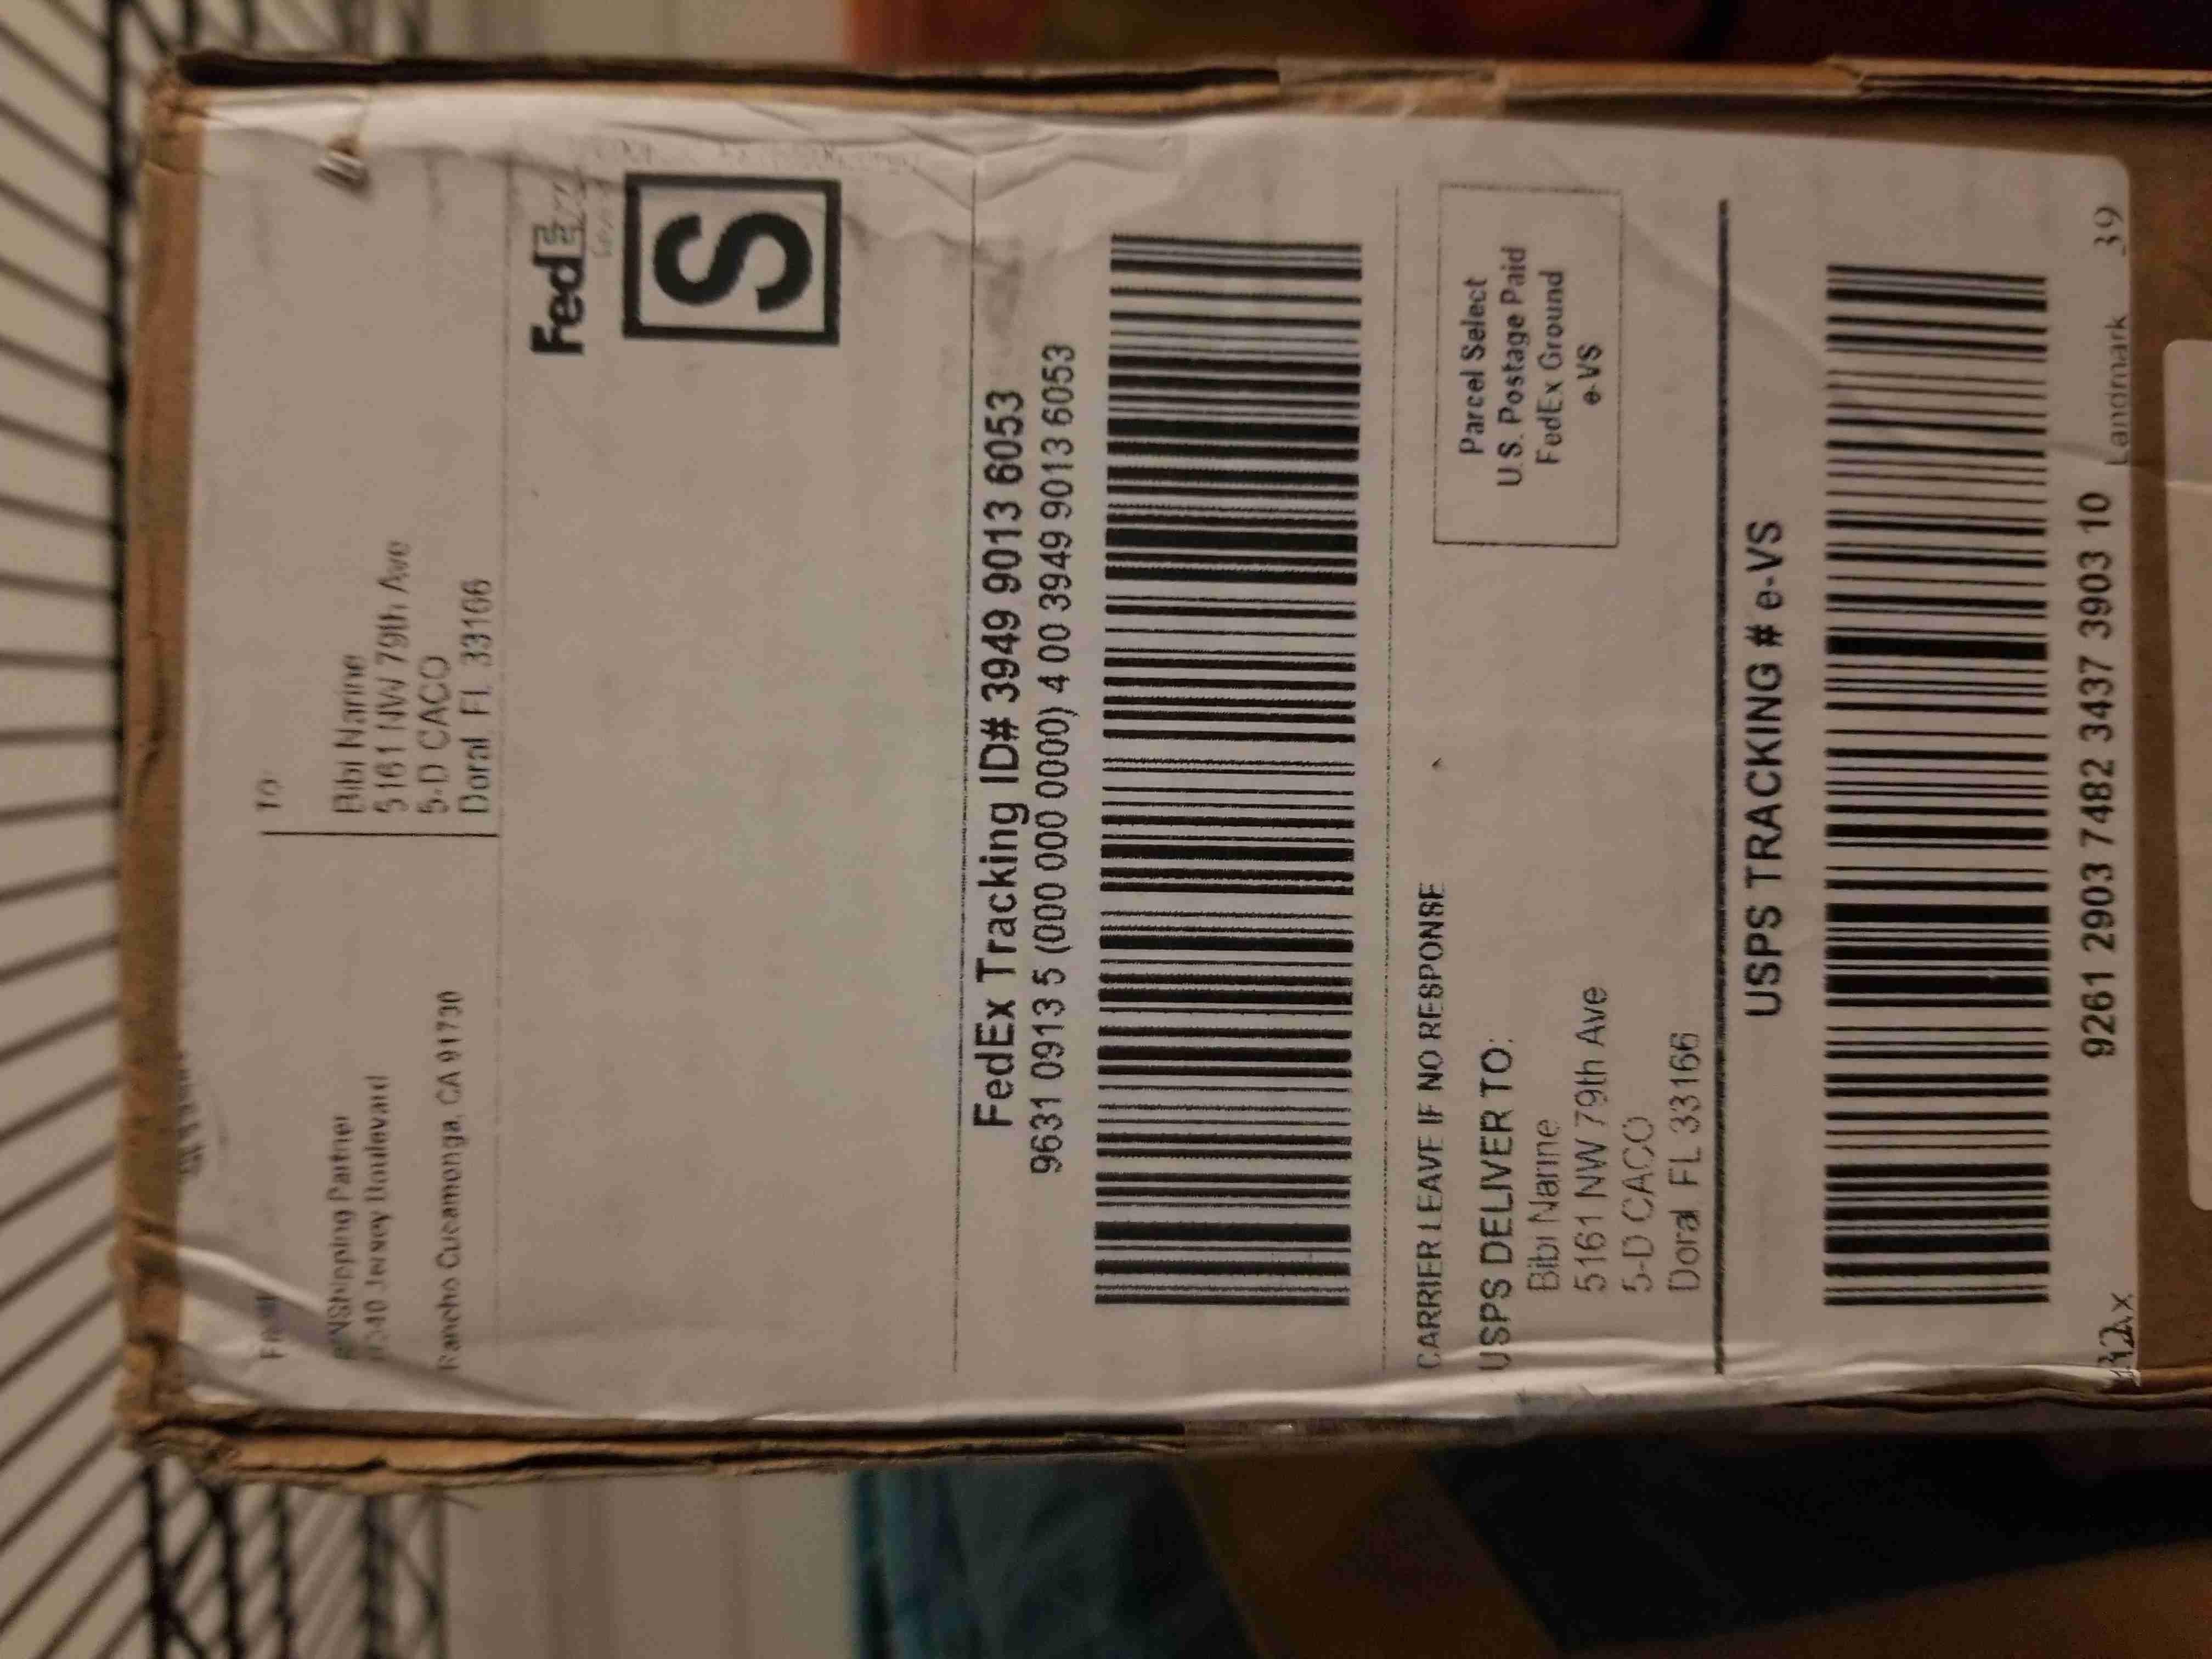 To:
Shipping Partner
Jersey Boulevard
Rancho Cucamonga, CA 91730
Bibi Narine
5161 NW 79th Ave
5-D CACO
Doral FL 33166
FedEx
S
FedEx Tracking ID# 3949 9013 6053
9631 0913 5 (000 000 0000) 4 00 3949 9013 6053
CARRIER LEAVE IF NO RESPONSE
USPS DELIVER TO:
Bibi Narine
5161 NW 79th Ave
5-D CACO
Doral FL 33166
Parcel Select
U.S. Postage Paid
FedEx Ground
e-VS
USPS TRACKING # e-VS
9261 2903 7482 3437 3903 10
Landmark 39